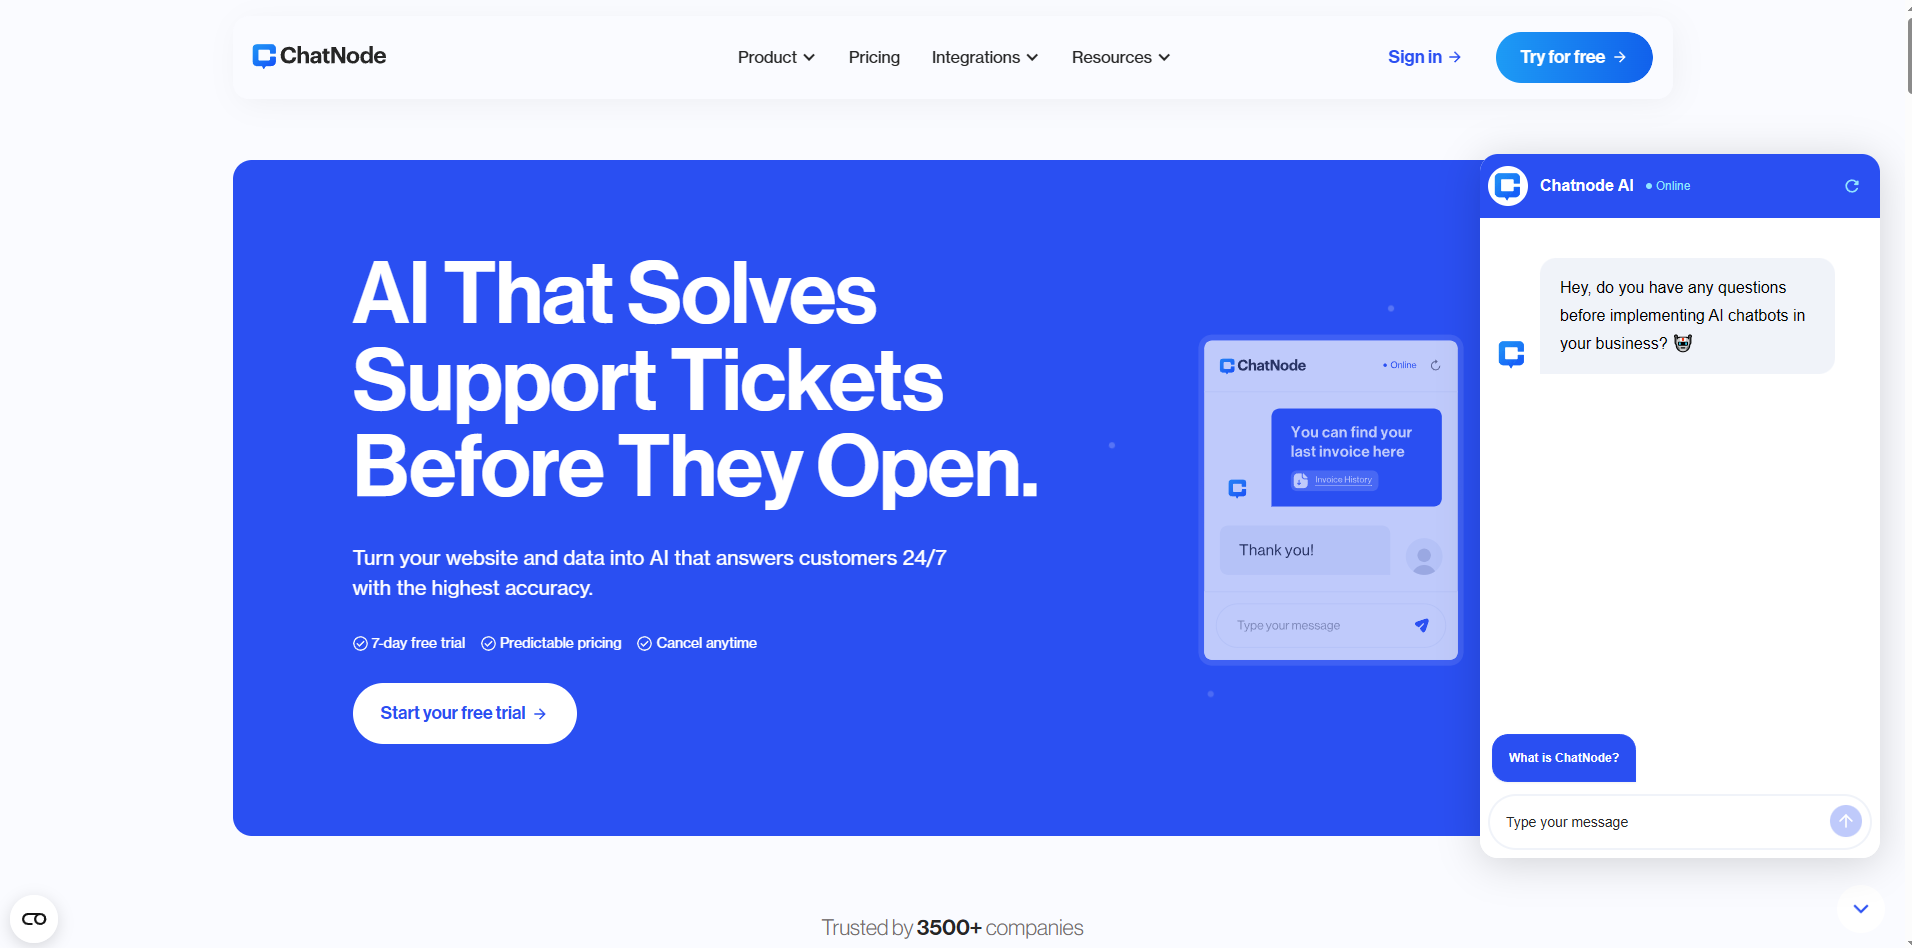 ChatNode
Product
Pricing
Integrations
Resources
Sign in
Try for free
AI That Solves
Support Tickets
Before They Open.
Turn your website and data into AI that answers customers 24/7
with the highest accuracy.
7-day free trial
Predictable pricing
Cancel anytime
Start your free trial
ChatNode
Online
You can find your
last invoice here
Invoice History
Thank you!
Type your message
Chatnode AI
Online
Hey, do you have any questions
before implementing AI chatbots in
your business?
What is ChatNode?
Type your message
Trusted by 3500+ companies